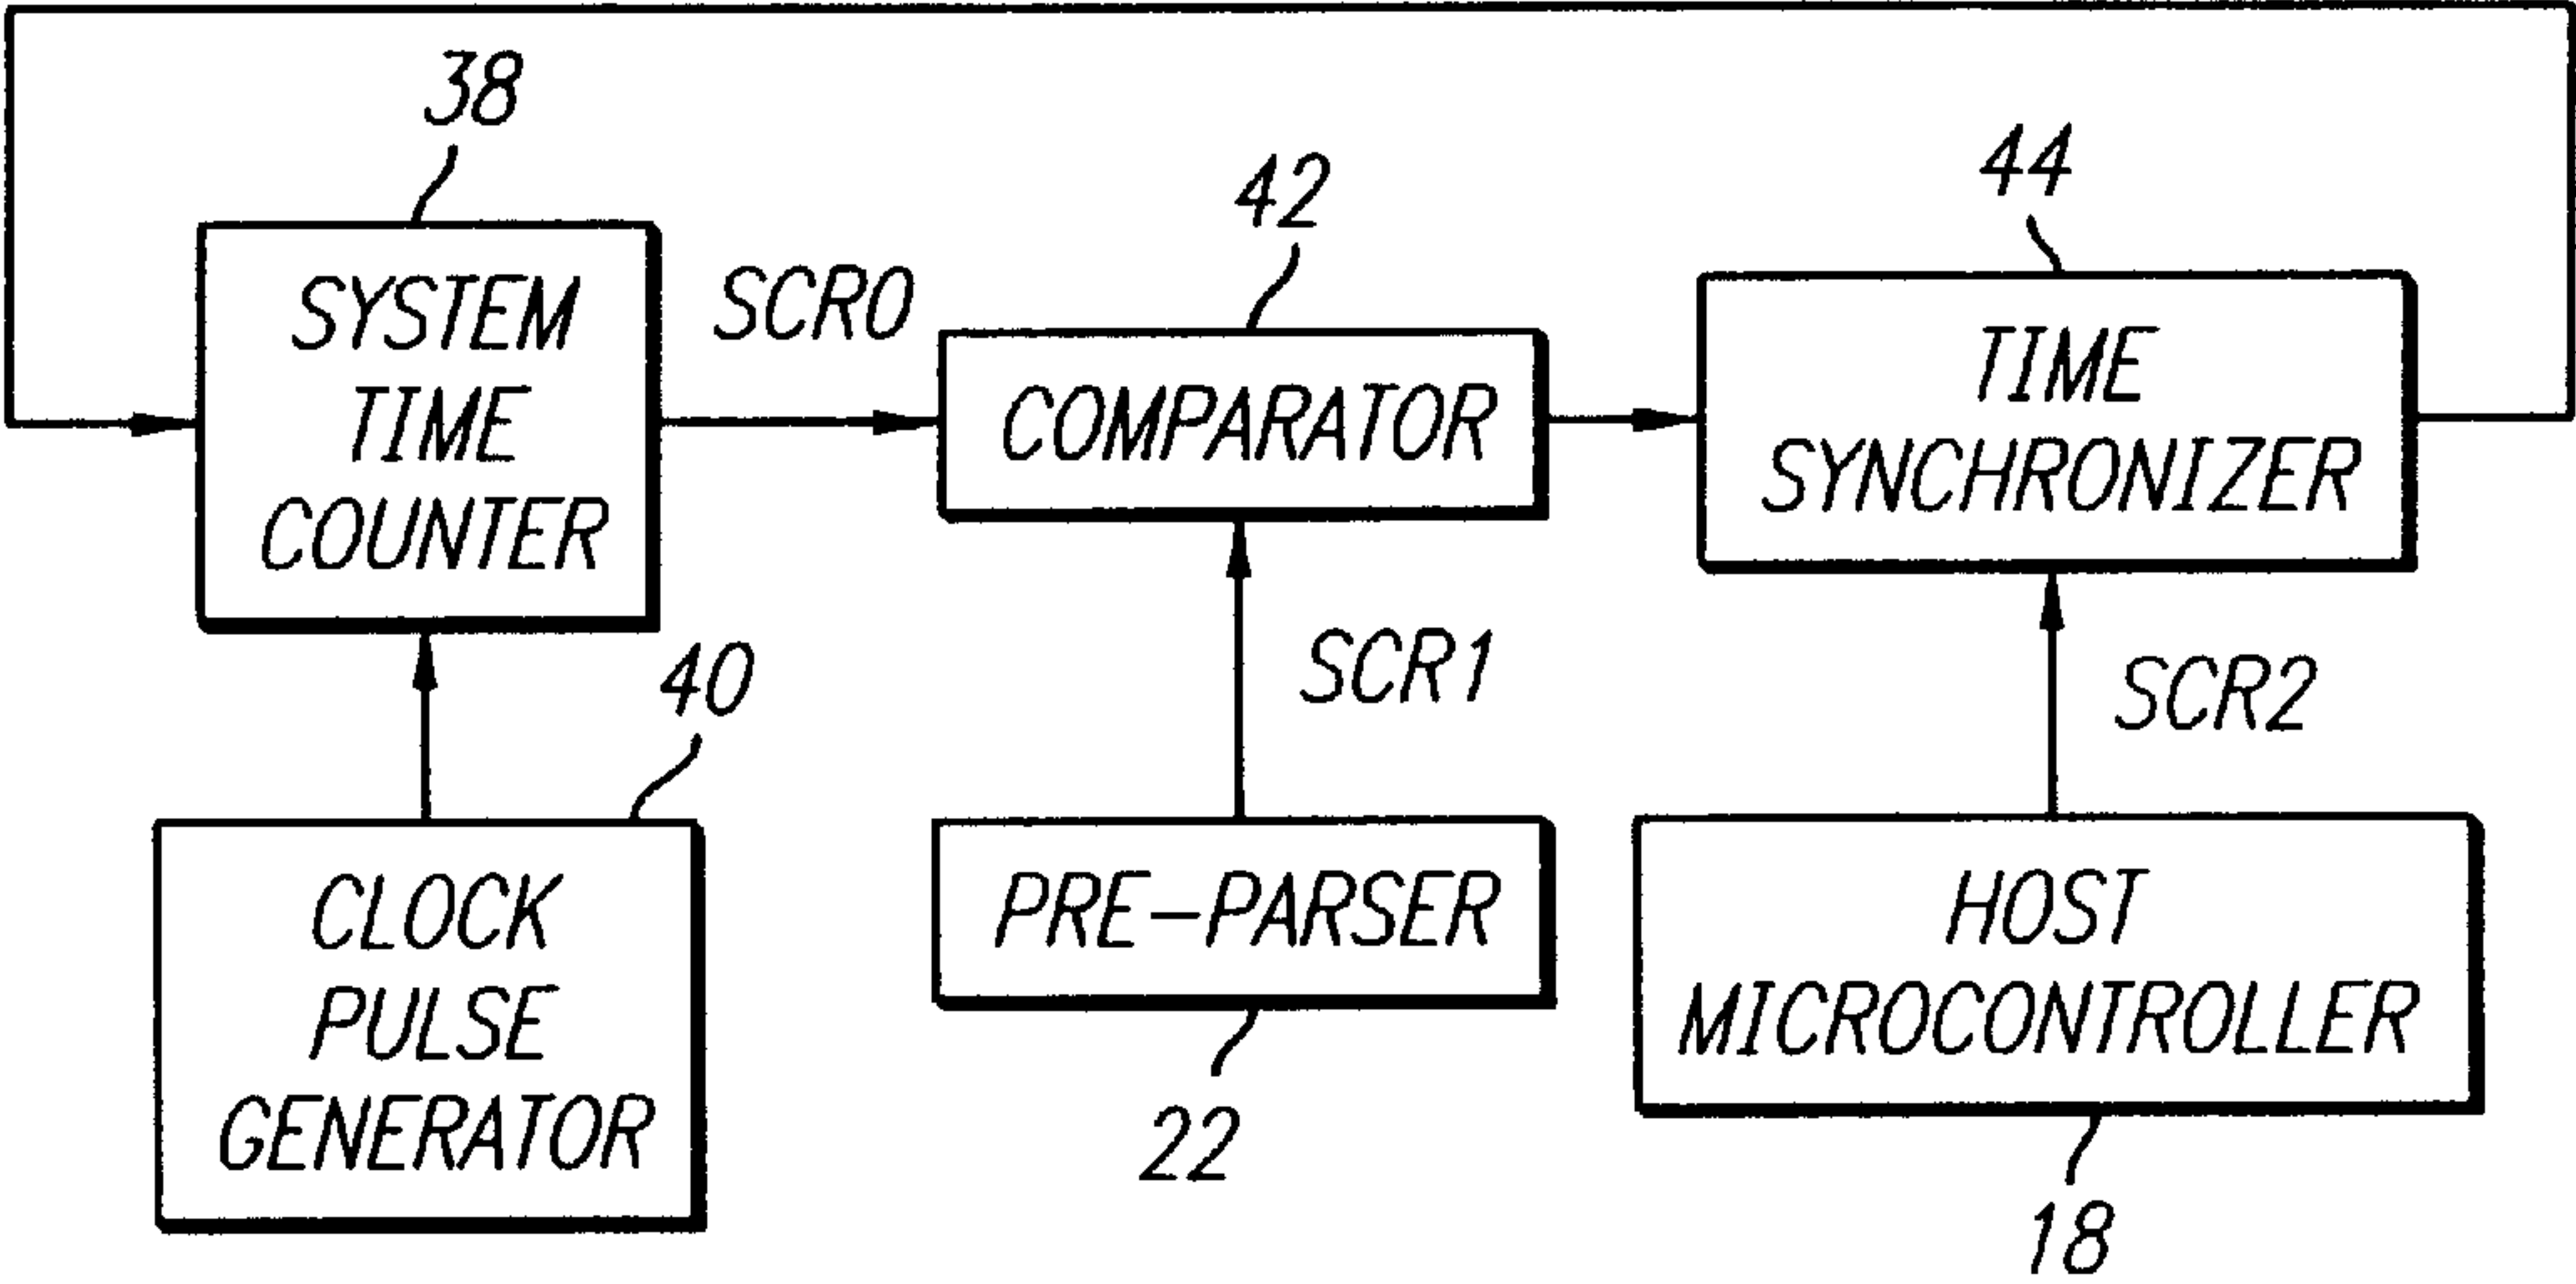 38
SYSTEM
TIME
COUNTER
SCR0
42
COMPARATOR
44
TIME
SYNCHRONIZER
40
CLOCK
PULSE
GENERATOR
SCR1
PRE-PARSER
22
SCR2
HOST
MICROCONTROLLER
18